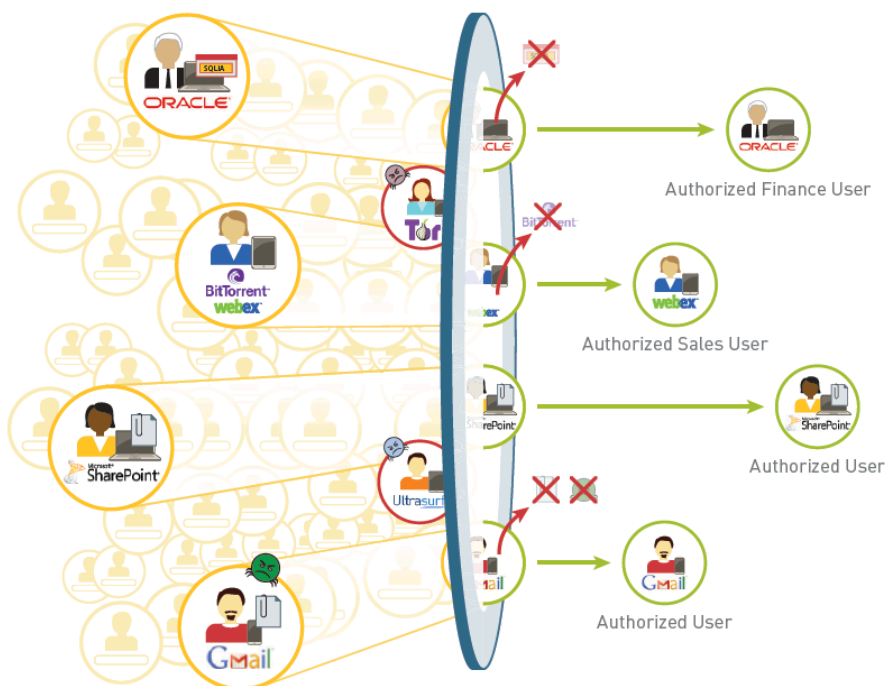 SQLIA
ORACLE
ORACLE
ORACLE
Authorized Finance User
Tor
BitTorrent
BitTorrent
webex
webex
webex
Authorized Sales User
Microsoft
SharePoint
SharePoint
SharePoint
Authorized User
Ultrasurf
Gmail
Gmail
Gmail
Authorized User